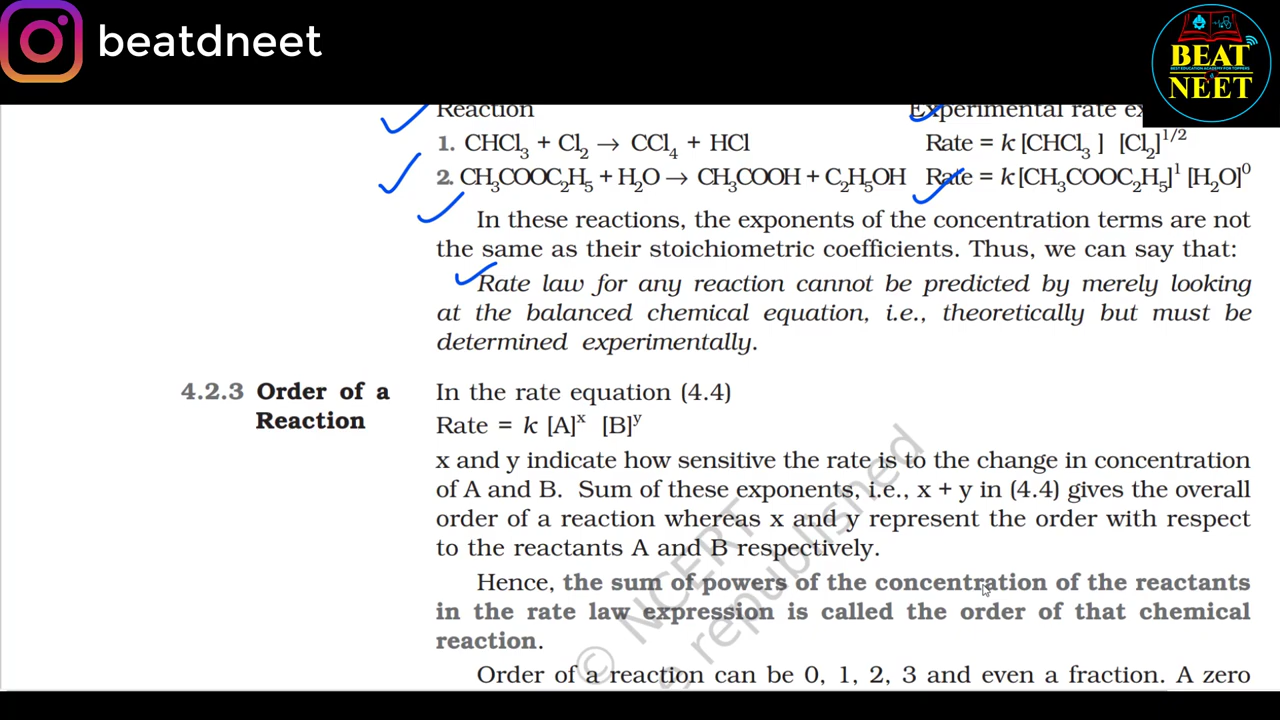 beatdneet
BEAT
BEST EDUCATION ACADEMY FOR TOPPERS
NEET
Reaction Experimental rate
1. CHCl₃ + Cl₂ → CCl₄ + HCl Rate = k [CHCl₃ ] [Cl₂]¹/²
2. CH₃COOC₂H₅ + H₂O → CH₃COOH + C₂H₅OH Rate = k [CH₃COOC₂H₅]¹ [H₂O]⁰
In these reactions, the exponents of the concentration terms are not
the same as their stoichiometric coefficients. Thus, we can say that:
Rate law for any reaction cannot be predicted by merely looking
at the balanced chemical equation, i.e., theoretically but must be
determined experimentally.
4.2.3 Order of a
Reaction
In the rate equation (4.4)
Rate = k [A]ˣ [B]ʸ
x and y indicate how sensitive the rate is to the change in concentration
of A and B. Sum of these exponents, i.e., x + y in (4.4) gives the overall
order of a reaction whereas x and y represent the order with respect
to the reactants A and B respectively.
Hence, the sum of powers of the concentration of the reactants
in the rate law expression is called the order of that chemical
reaction.
Order of a reaction can be 0, 1, 2, 3 and even a fraction. A zero
© NCERT
republished